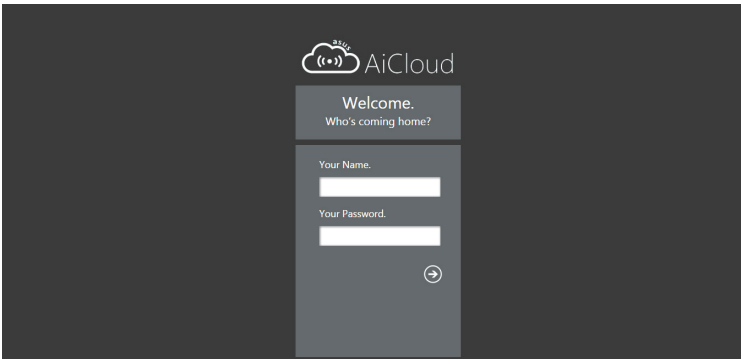 asus
AiCloud
Welcome.
Who's coming home?
Your Name.
Your Password.